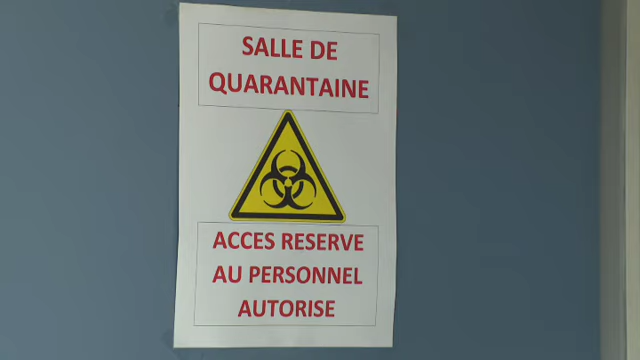 SALLE DE
QUARANTAINE
ACCES RESERVE
AU PERSONNEL
AUTORISE